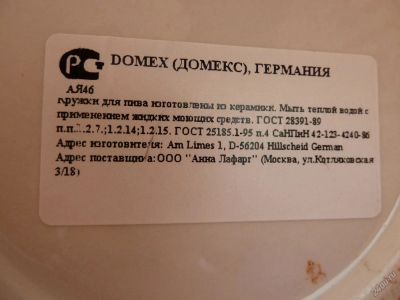 DOMEX (ДОМЕКС), ГЕРМАНИЯ
АЯ46
Кружки для пива изготовлены из керамики. Мыть теплой водой с
применением жидких моющих средств. ГОСТ 28391-89
п.п.1.2.7.;1.2.14;1.2.15. ГОСТ 25185.1-95 п.4 СаНПиН 42-123-4240-86
Адрес изготовителя: Am Limes 1, D-56204 Hillscheid German
Адрес поставщика:ООО "Анна Лафарг" (Москва, ул.Котляковская
3/18)